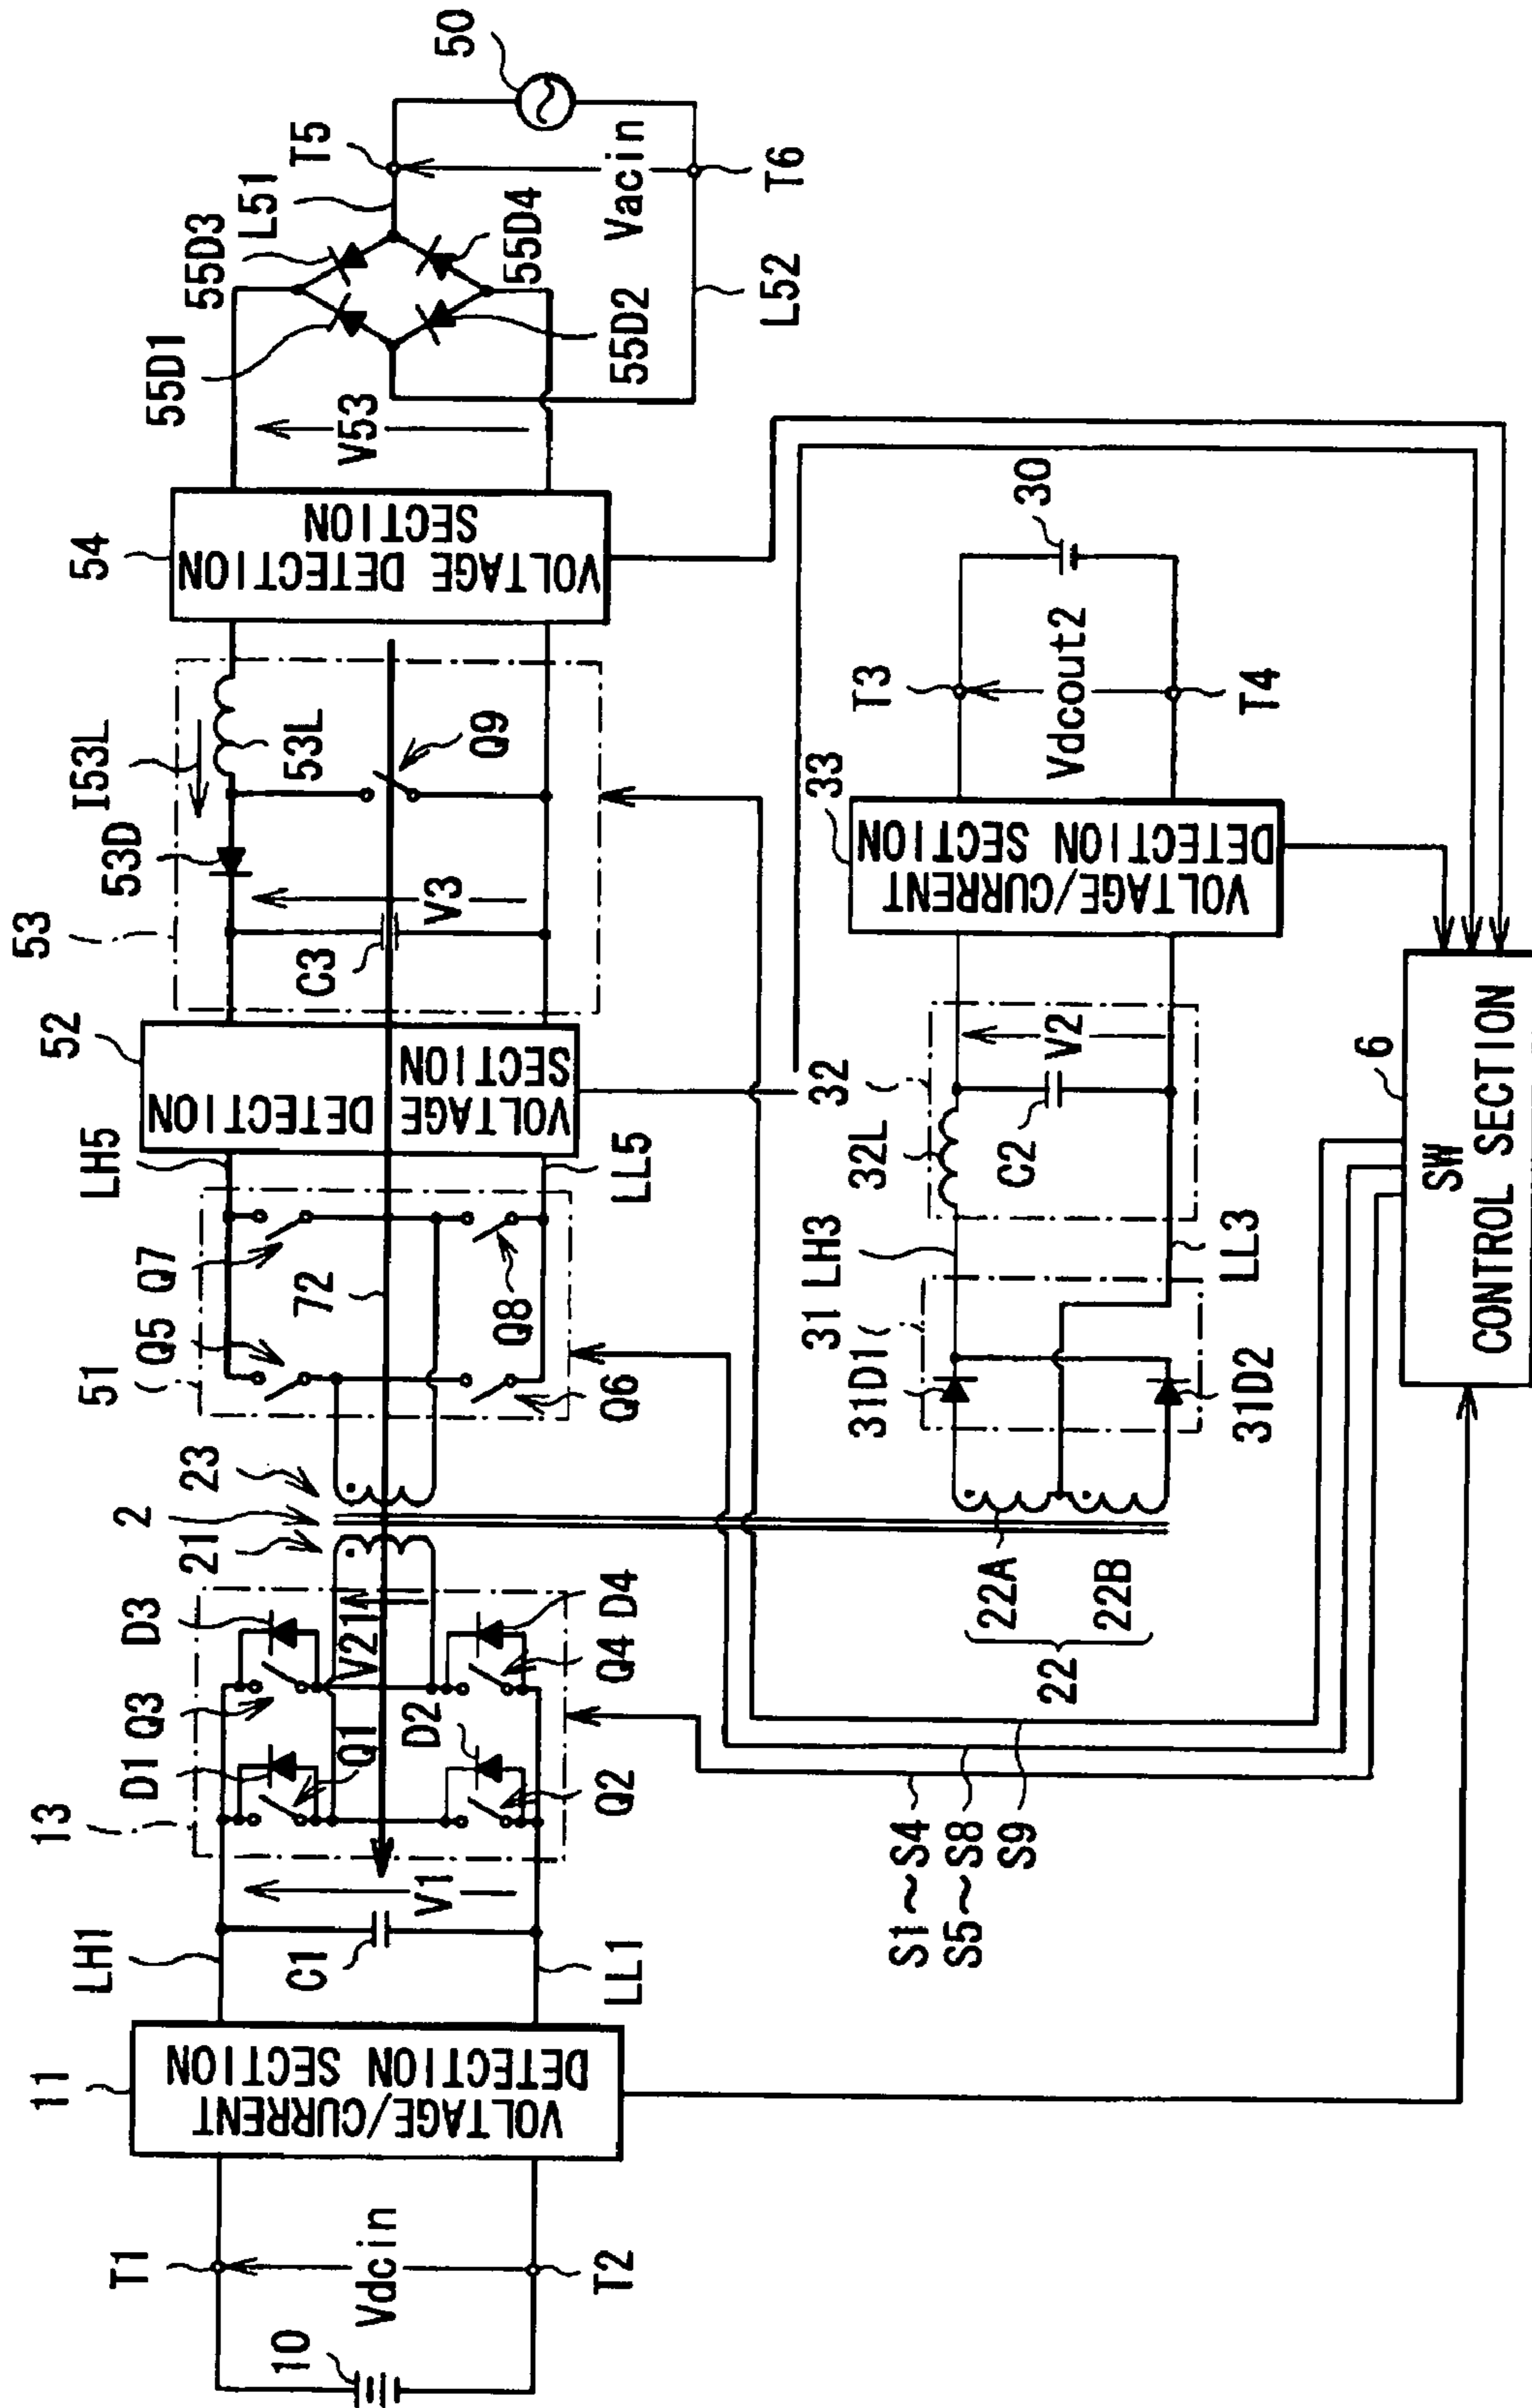 11
VOLTAGE/CURRENT
DETECTION SECTION
T1
10
Vdcin
T2
LH1
C1
V1
LL1
13
D1
Q3
D3
Q1
V21
D2
Q2
Q4
D4
21
2
23
51
Q5
Q7
72
Q6
Q8
LH5
LL5
52
VOLTAGE
DETECTION
SECTION
53
53D
I53L
53L
C3
V3
Q9
54
VOLTAGE DETECTION
SECTION
V53
55D1
55D3
55D2
55D4
L51
L52
T5
Vacin
T6
50
22A
22B
22
31
31D1
31D2
LH3
LL3
32
32L
C2
V2
33
VOLTAGE/CURRENT
DETECTION SECTION
T3
Vdcout2
T4
30
S1~S4
S5~S8
S9
6
SW
CONTROL SECTION